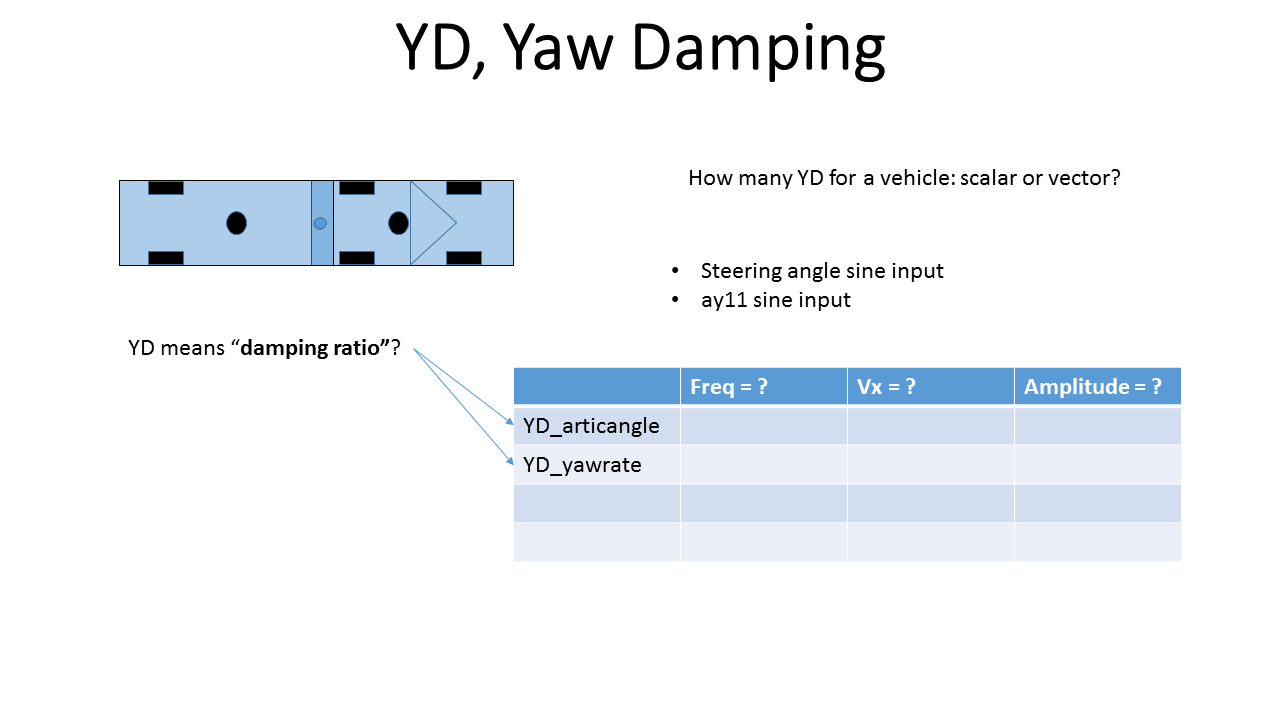 YD, Yaw Damping
How many YD for a vehicle: scalar or vector?
• Steering angle sine input
• ay11 sine input
YD means “damping ratio”?
Freq = ? Vx = ? Amplitude = ?
YD_articangle
YD_yawrate